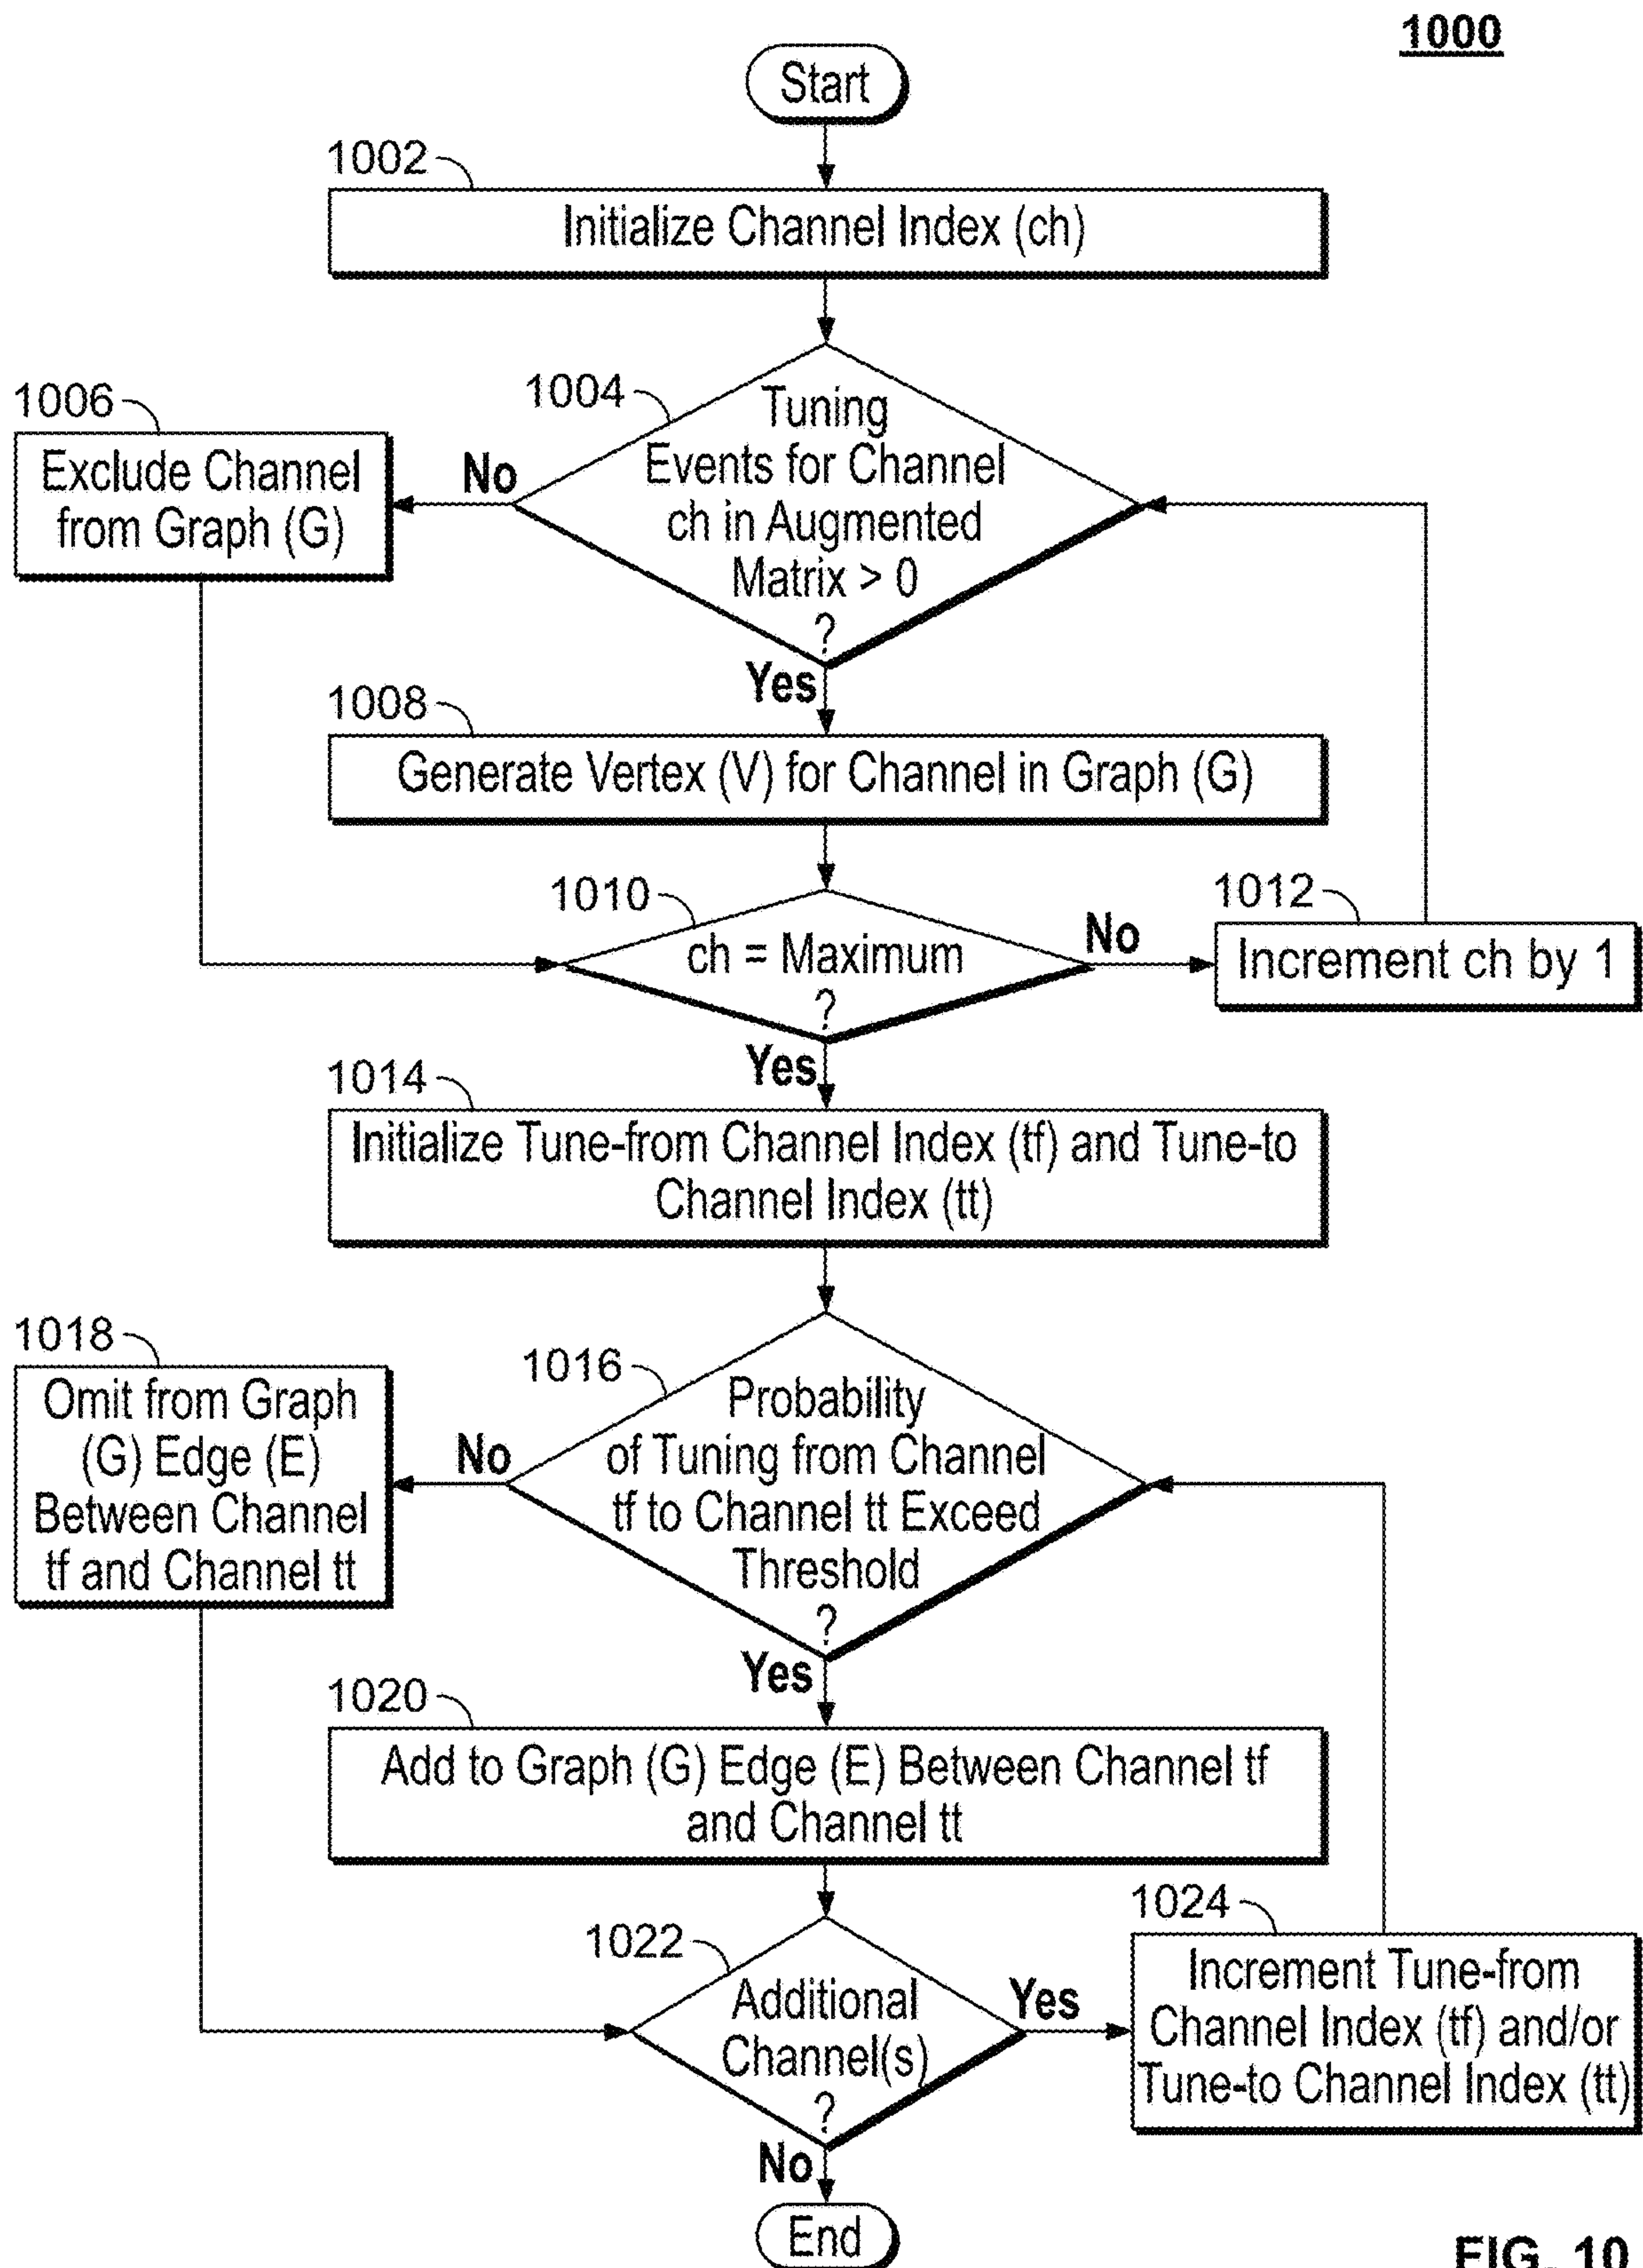 1000
Start
1002
Initialize Channel Index (ch)
1004
Tuning
Events for Channel
ch in Augmented
Matrix > 0
?
1006
Exclude Channel
from Graph (G)
No
Yes
1008
Generate Vertex (V) for Channel in Graph (G)
1010
ch = Maximum
?
No
1012
Increment ch by 1
Yes
1014
Initialize Tune-from Channel Index (tf) and Tune-to
Channel Index (tt)
1016
Probability
of Tuning from Channel
tf to Channel tt Exceed
Threshold
?
1018
Omit from Graph
(G) Edge (E)
Between Channel
tf and Channel tt
No
Yes
1020
Add to Graph (G) Edge (E) Between Channel tf
and Channel tt
1022
Additional
Channel(s)
?
Yes
1024
Increment Tune-from
Channel Index (tf) and/or
Tune-to Channel Index (tt)
No
End
FIG. 10